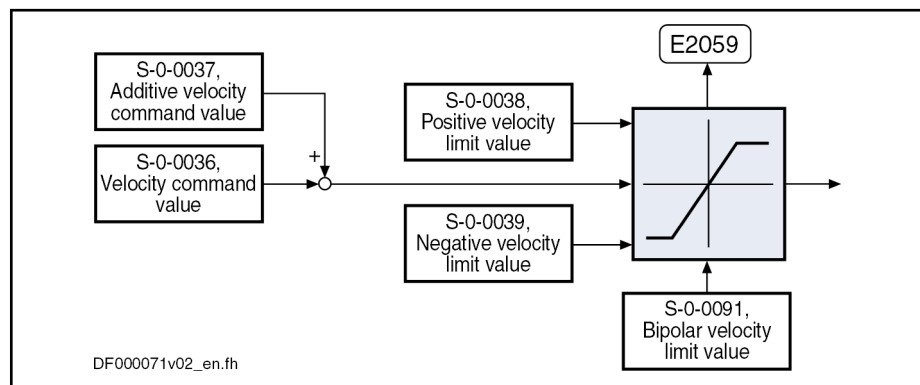 E2059
S-0-0037,
Additive velocity
command value
S-0-0038,
Positive velocity
limit value
+
S-0-0036,
Velocity command
value
S-0-0039,
Negative velocity
limit value
S-0-0091,
Bipolar velocity
limit value
DF000071v02_en.fh